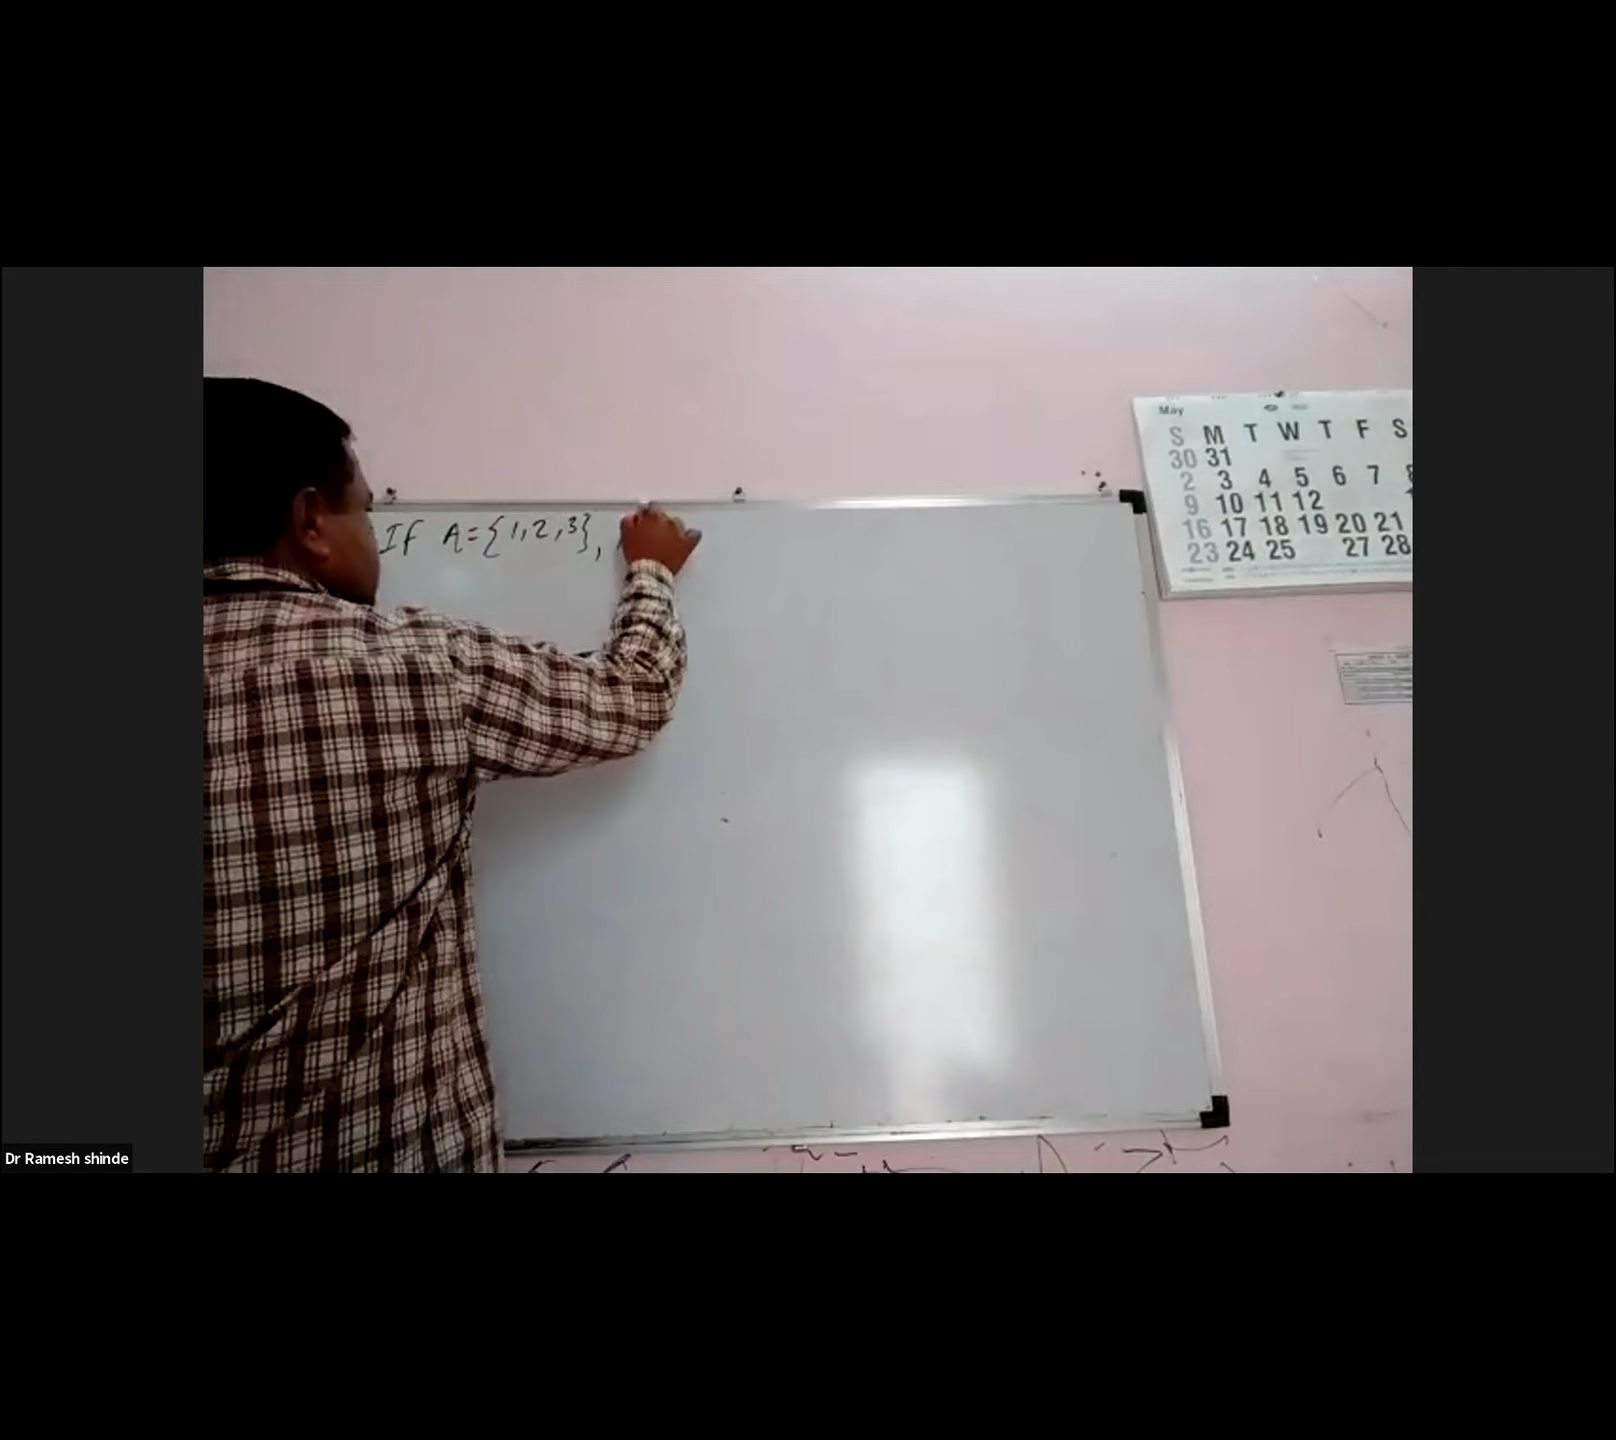 If A={1,2,3},
May
S M T W T F S
30 31
2 3 4 5 6 7 8
9 10 11 12
16 17 18 19 20 21
23 24 25 27 28
Dr Ramesh shinde